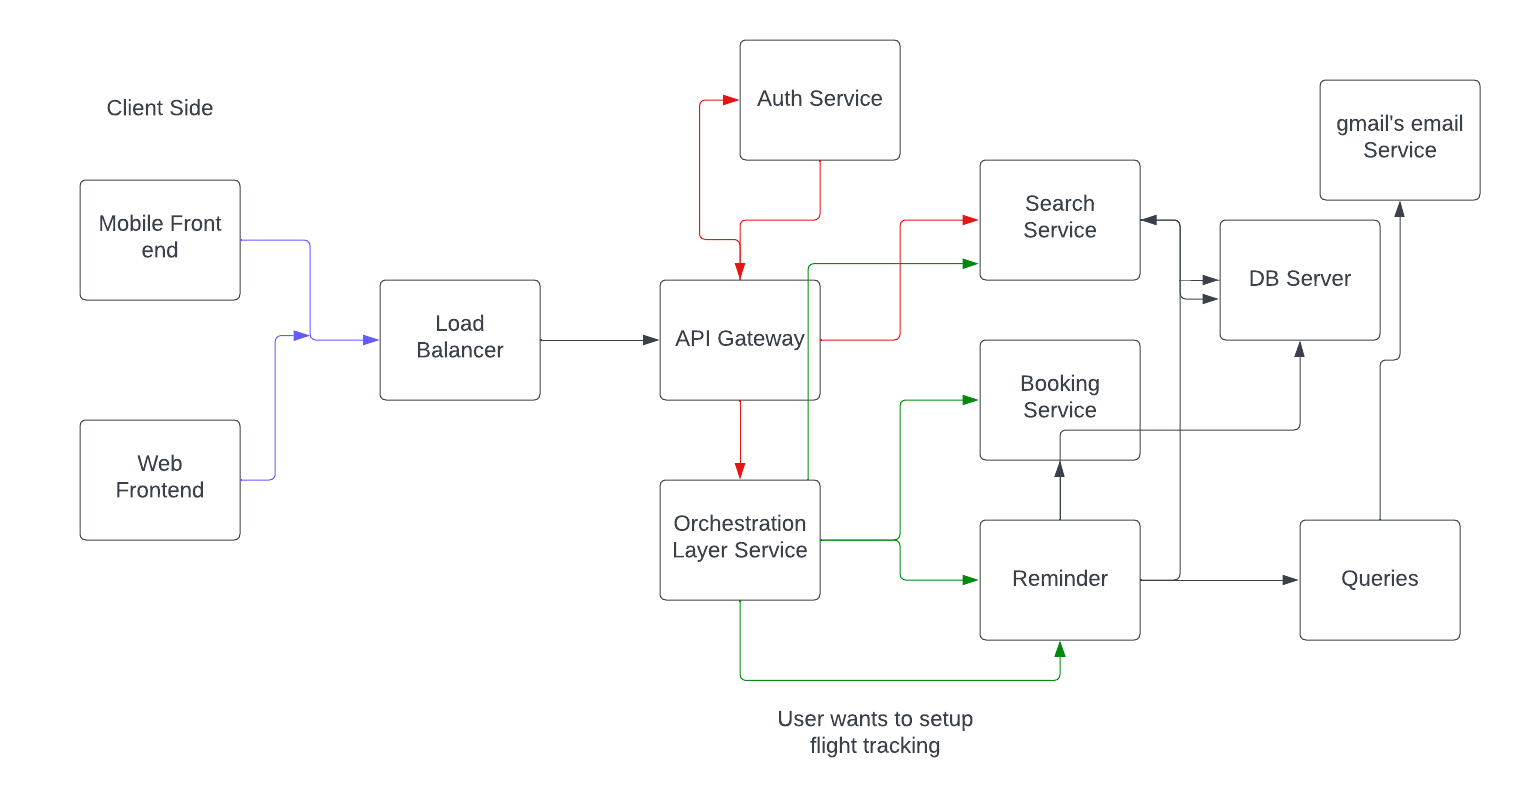 Client Side
Auth Service
gmail's email
Service
Mobile Front
end
Search
Service
DB Server
Load
Balancer
API Gateway
Booking
Service
Web
Frontend
Orchestration
Layer Service
Reminder
Queries
User wants to setup
flight tracking